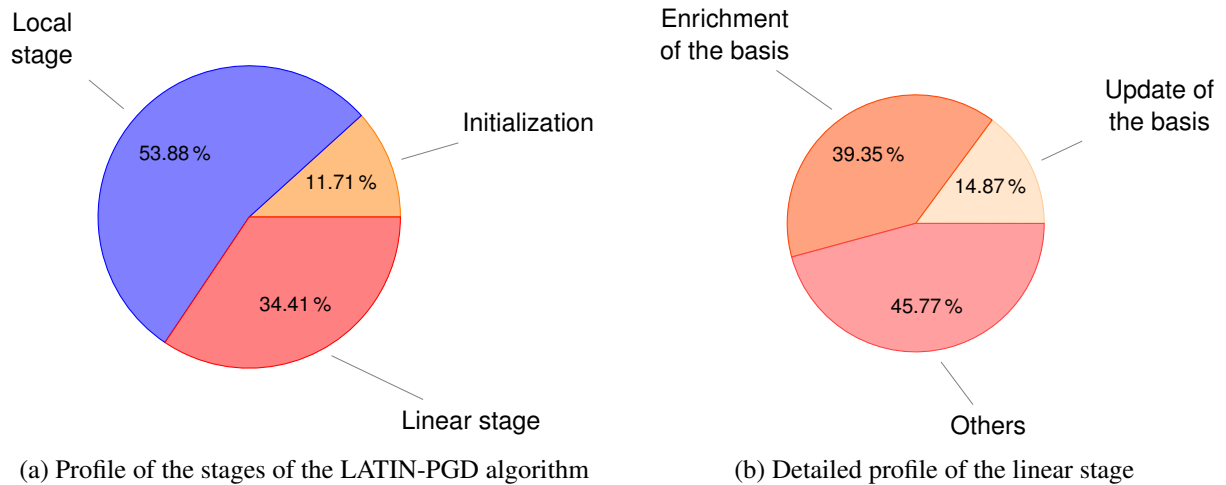 Local
stage
53.88 %
Initialization
11.71 %
34.41 %
Linear stage
(a) Profile of the stages of the LATIN-PGD algorithm
Enrichment
of the basis
39.35 %
Update of
the basis
14.87 %
45.77 %
Others
(b) Detailed profile of the linear stage